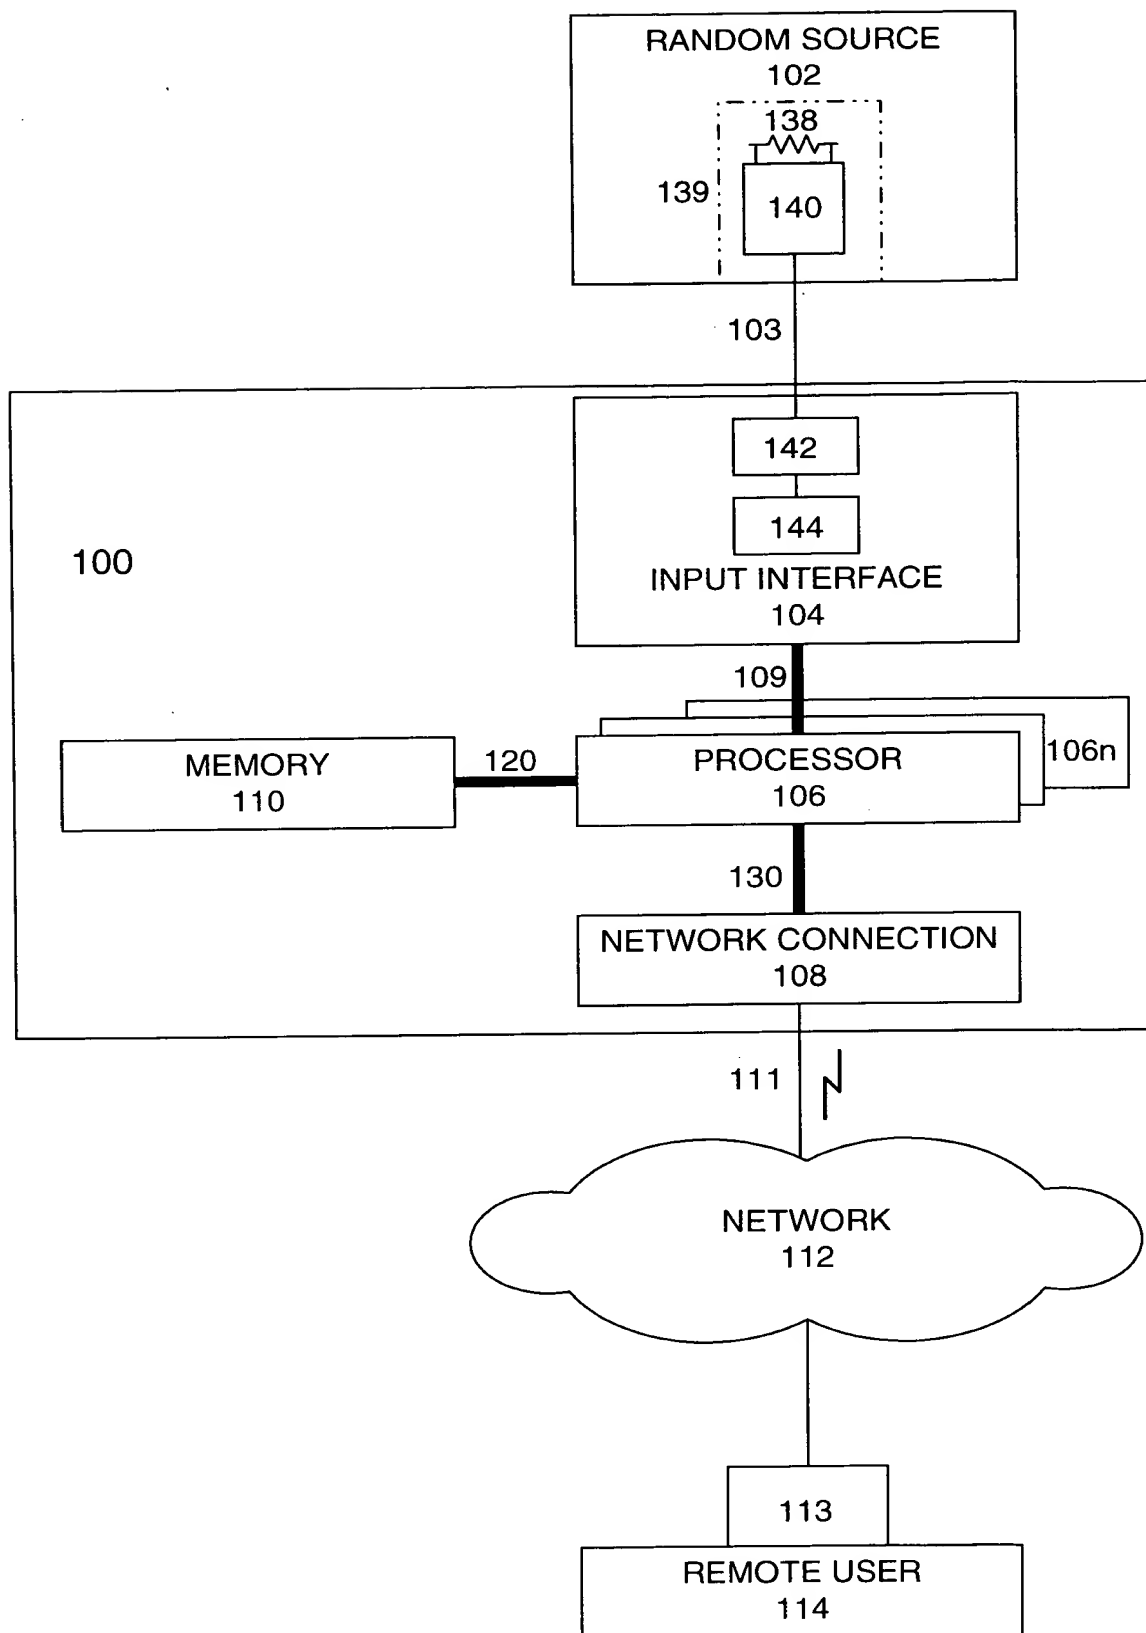 RANDOM SOURCE
102
138
139
140
103
142
144
100
INPUT INTERFACE
104
109
106n
MEMORY
110
120
PROCESSOR
106
130
NETWORK CONNECTION
108
111
NETWORK
112
113
REMOTE USER
114